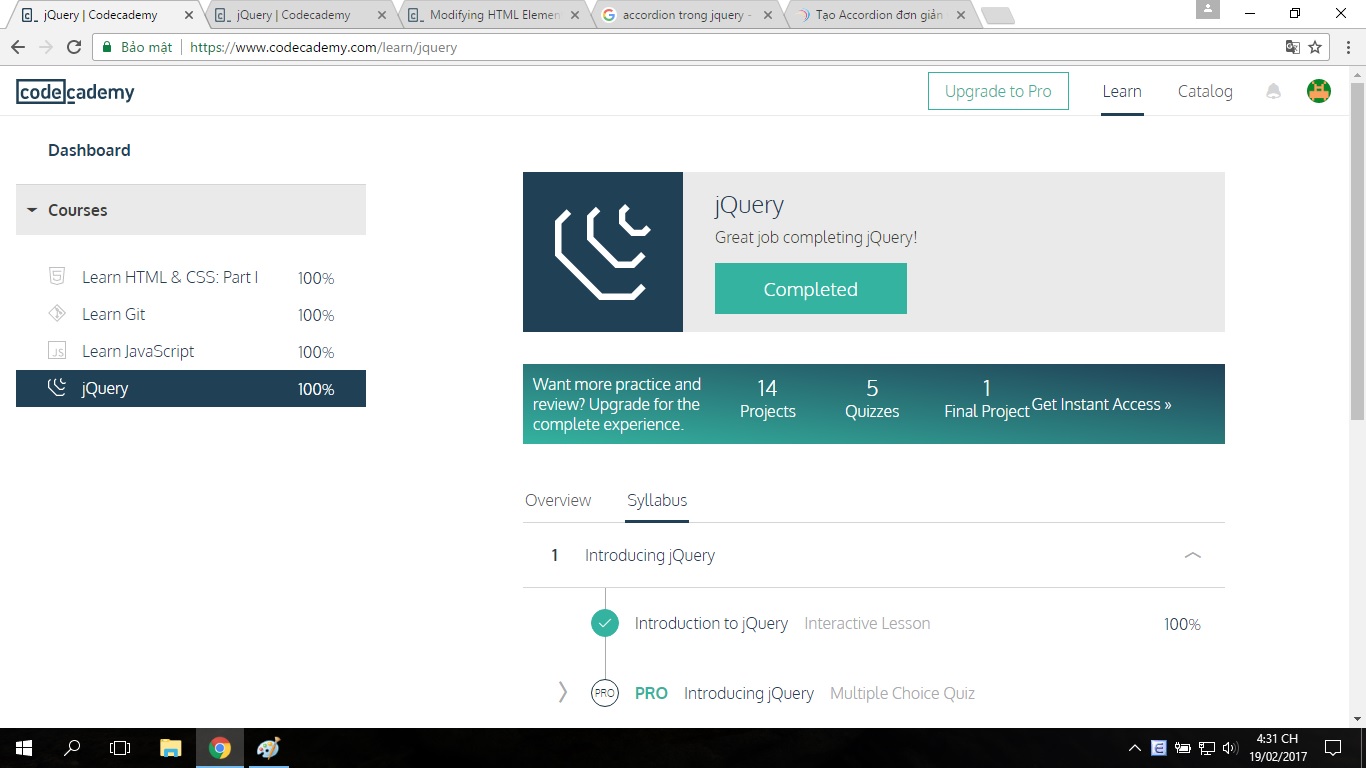 jQuery | Codecademy
jQuery | Codecademy
Modifying HTML Elemen
accordion trong jquery -
Tạo Accordion đơn giản
Bảo mật
https://www.codecademy.com/learn/jquery
codecademy
Upgrade to Pro
Learn
Catalog
Dashboard
Courses
Learn HTML & CSS: Part I 100%
Learn Git 100%
Learn JavaScript 100%
jQuery 100%
jQuery
Great job completing jQuery!
Completed
Want more practice and
review? Upgrade for the
complete experience.
14
Projects
5
Quizzes
1
Final Project
Get Instant Access »
Overview
Syllabus
1 Introducing jQuery
Introduction to jQuery Interactive Lesson 100%
PRO PRO Introducing jQuery Multiple Choice Quiz
4:31 CH
19/02/2017